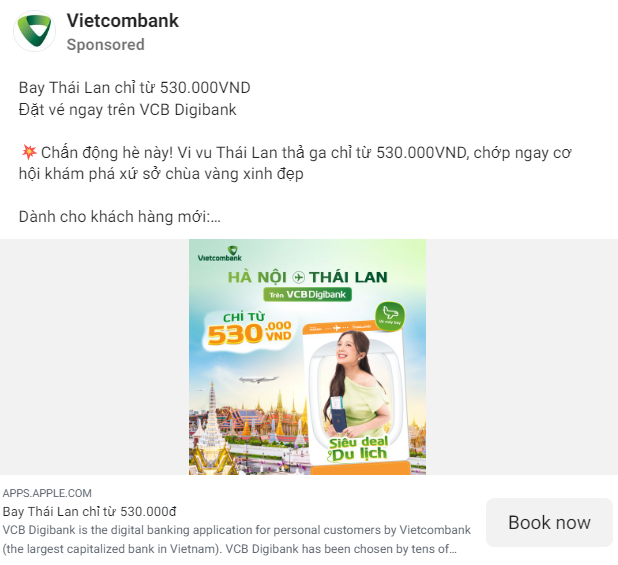 Vietcombank
Sponsored
Bay Thái Lan chỉ từ 530.000VND
Đặt vé ngay trên VCB Digibank
💥 Chấn động hè này! Vi vu Thái Lan thả ga chỉ từ 530.000VND, chớp ngay cơ
hội khám phá xứ sở chùa vàng xinh đẹp
Dành cho khách hàng mới:...
Vietcombank
HÀ NỘI THÁI LAN
Trên VCBDigibank
CHỈ TỪ
530.000
VND
Vé máy bay
Siêu deal
Du lịch
APPS.APPLE.COM
Bay Thái Lan chỉ từ 530.000đ
VCB Digibank is the digital banking application for personal customers by Vietcombank
(the largest capitalized bank in Vietnam). VCB Digibank has been chosen by tens of...
Book now